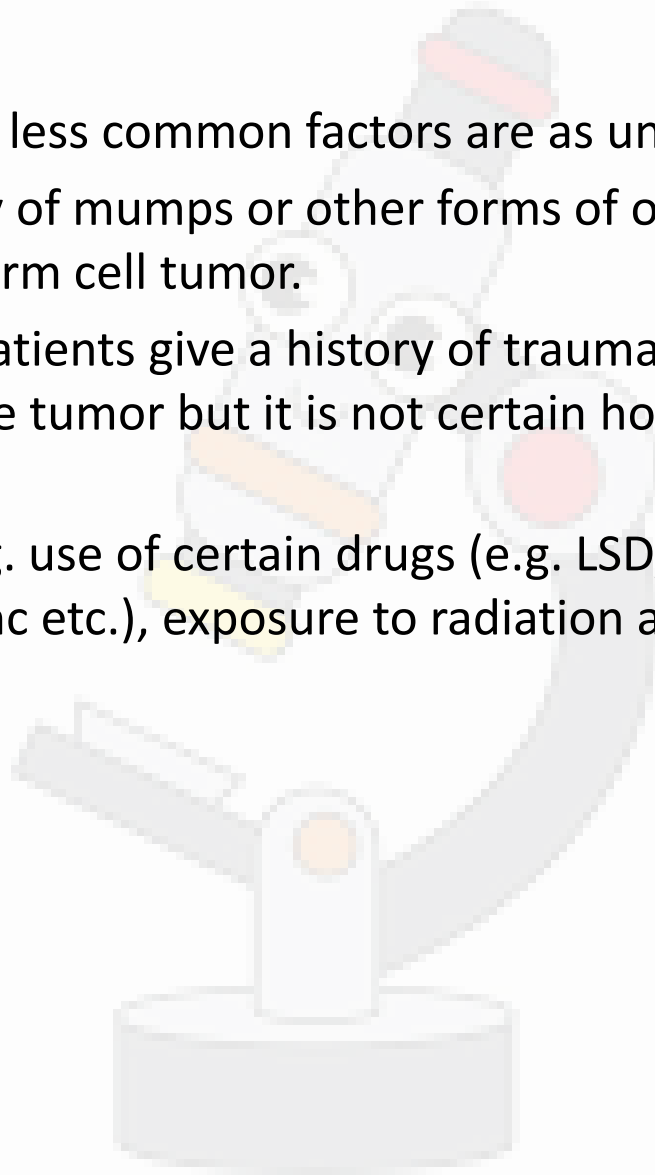 less common factors are as un
of mumps or other forms of o
rm cell tumor.
atients give a history of trauma
e tumor but it is not certain ho
. use of certain drugs (e.g. LSD
c etc.), exposure to radiation a